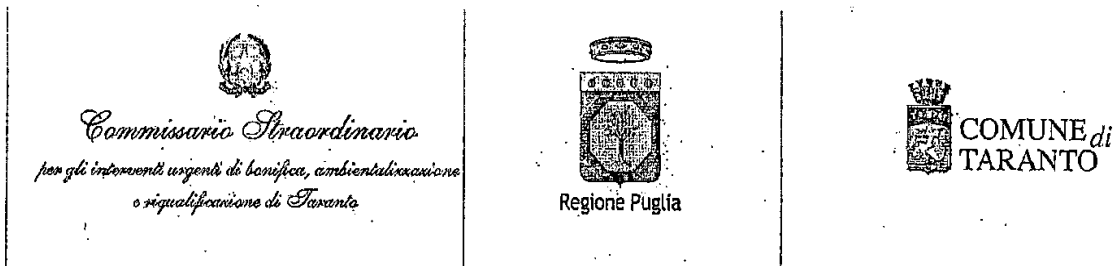 Commissario Straordinario
per gli interventi urgenti di bonifica, ambientalizzazione
e riqualificazione di Taranto
Regione Puglia
COMUNE di
TARANTO